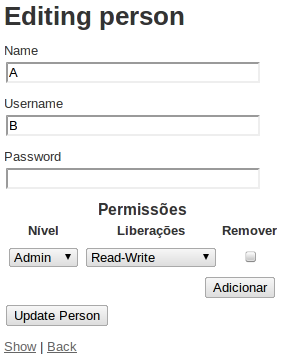 Editing person
Name
A
Username
B
Password
Permissões
Nível Liberações Remover
Admin Read-Write
Adicionar
Update Person
Show | Back